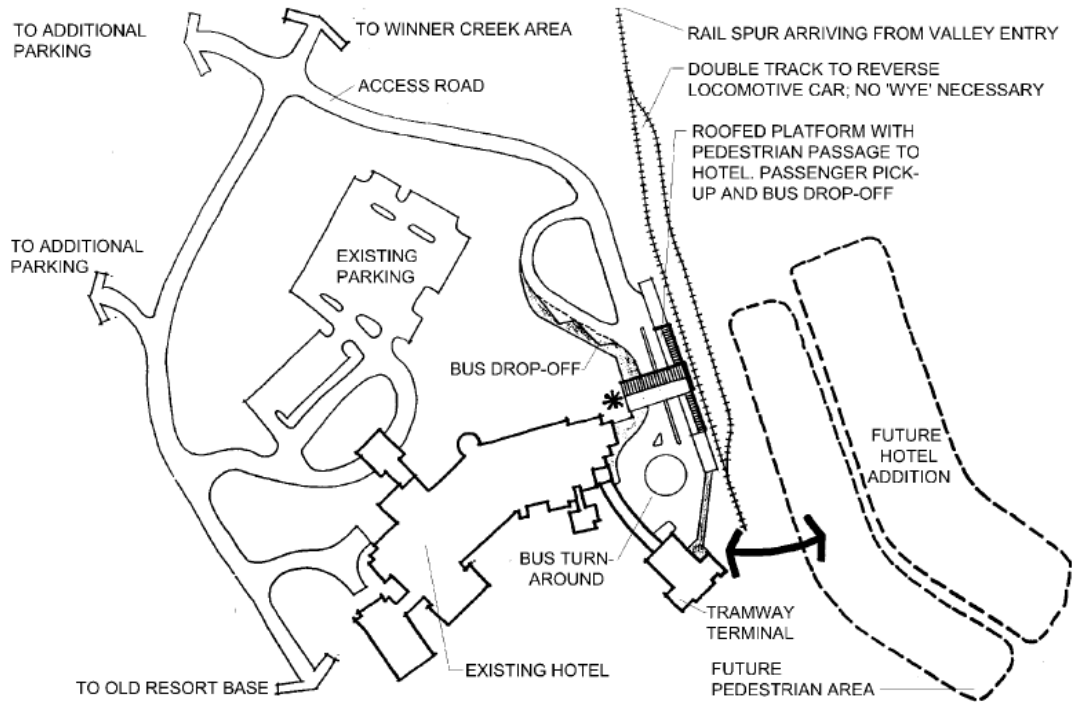 TO ADDITIONAL
PARKING
TO WINNER CREEK AREA
ACCESS ROAD
RAIL SPUR ARRIVING FROM VALLEY ENTRY
DOUBLE TRACK TO REVERSE
LOCOMOTIVE CAR; NO 'WYE' NECESSARY
ROOFED PLATFORM WITH
PEDESTRIAN PASSAGE TO
HOTEL. PASSENGER PICK-
UP AND BUS DROP-OFF
TO ADDITIONAL
PARKING
EXISTING
PARKING
BUS DROP-OFF
FUTURE
HOTEL
ADDITION
BUS TURN-
AROUND
TRAMWAY
TERMINAL
EXISTING HOTEL
FUTURE
PEDESTRIAN AREA
TO OLD RESORT BASE